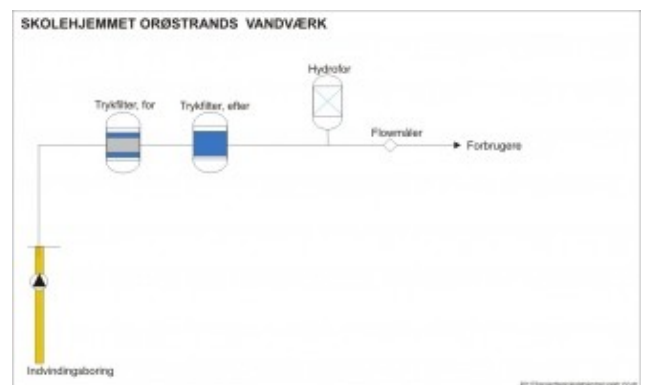 SKOLEHJEMMET ORØSTRANDS VANDVÆRK
Hydrofor
Trykfilter, for
Trykfilter, efter
Flowmåler
Forbrugere
Indvindingsboring